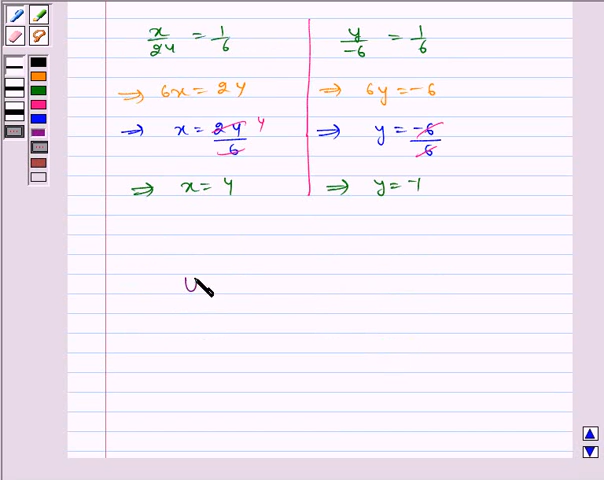 x/24 = 1/6
y/-6 = 1/6
⇒ 6x = 24
⇒ 6y = -6
⇒ x = 24/6 4
⇒ y = -6/6
⇒ x = 4
⇒ y = -1